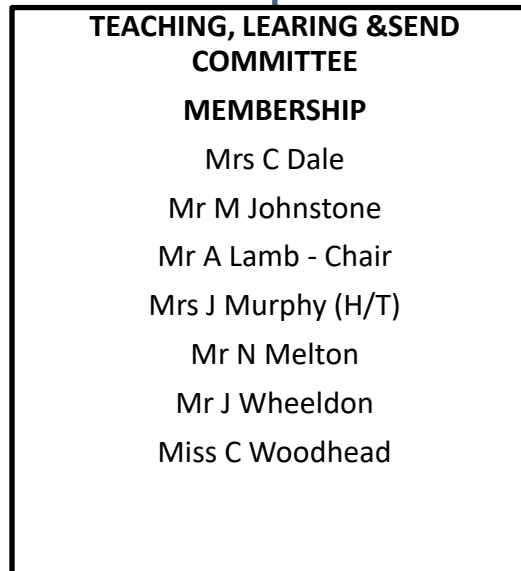 TEACHING, LEARING &SEND
COMMITTEE
MEMBERSHIP
Mrs C Dale
Mr M Johnstone
Mr A Lamb - Chair
Mrs J Murphy (H/T)
Mr N Melton
Mr J Wheeldon
Miss C Woodhead